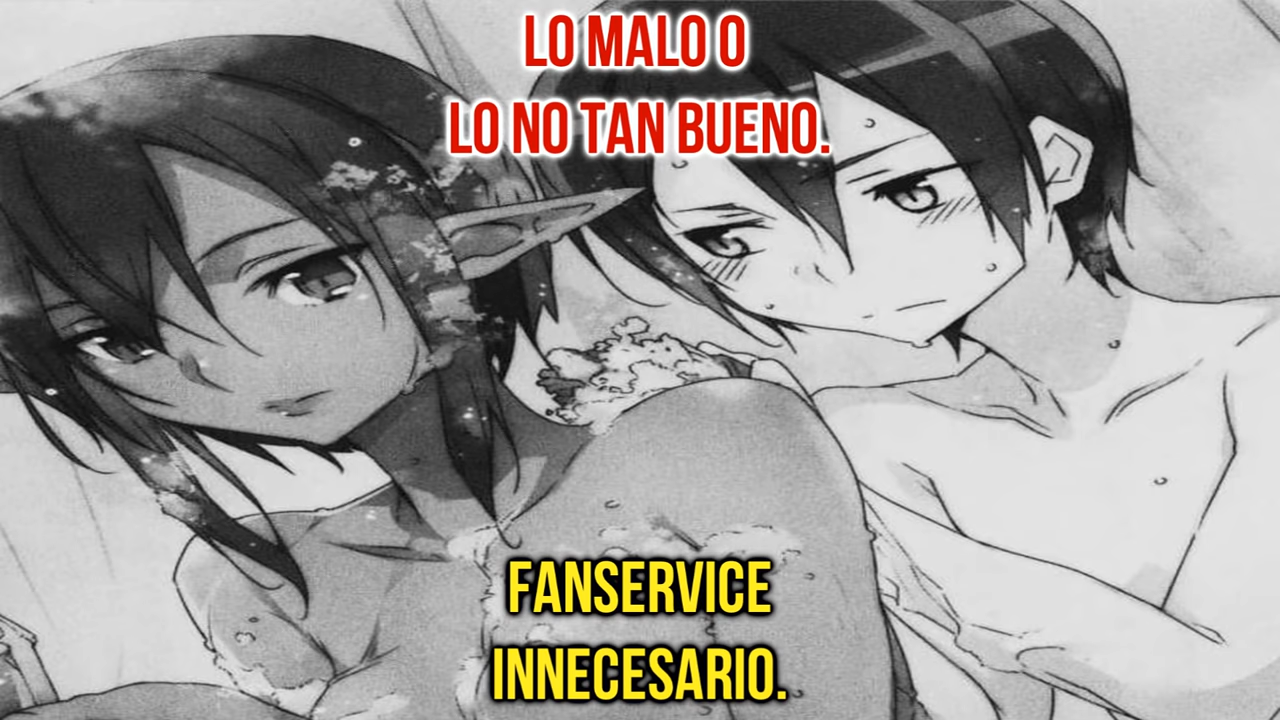 LO MALO O
LO NO TAN BUENO.
FANSERVICE
INNECESARIO.